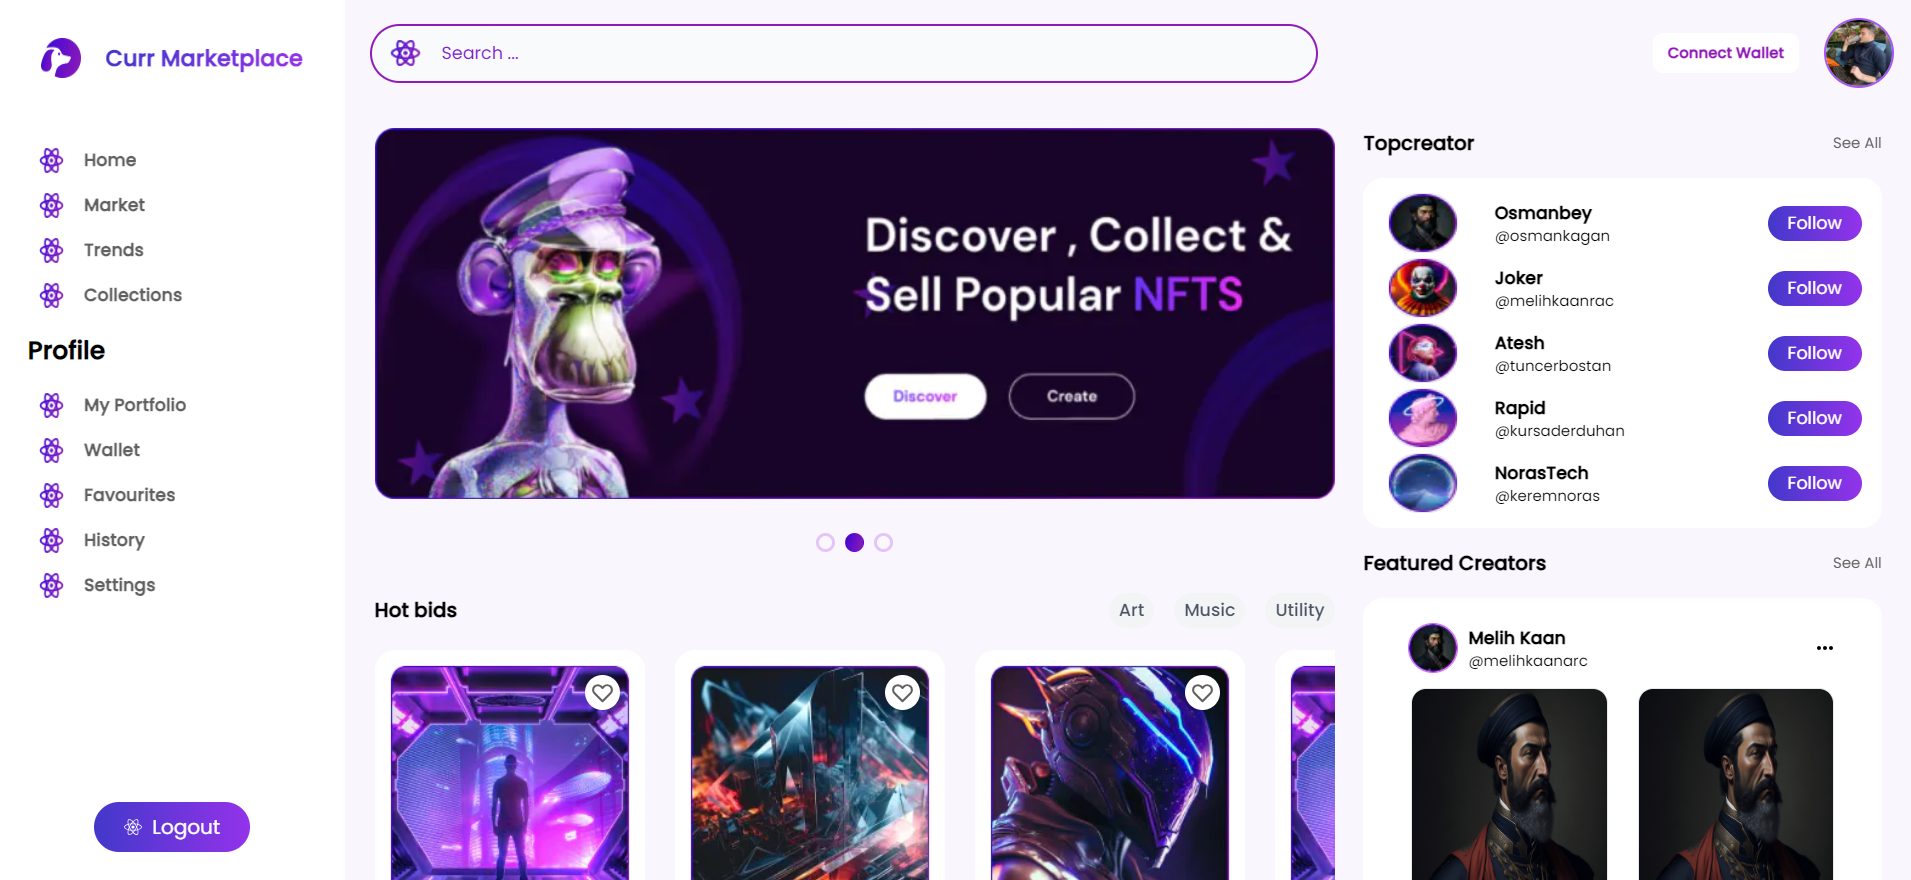 Curr Marketplace
Home
Market
Trends
Collections
Profile
My Portfolio
Wallet
Favourites
History
Settings
Logout
Search ...
Connect Wallet
Discover , Collect &
Sell Popular NFTS
Discover
Create
Hot bids
Art
Music
Utility
Topcreator
See All
Osmanbey
@osmankagan
Follow
Joker
@melihkaanrac
Follow
Atesh
@tuncerbostan
Follow
Rapid
@kursaderduhan
Follow
NorasTech
@keremnoras
Follow
Featured Creators
See All
Melih Kaan
@melihkaanarc